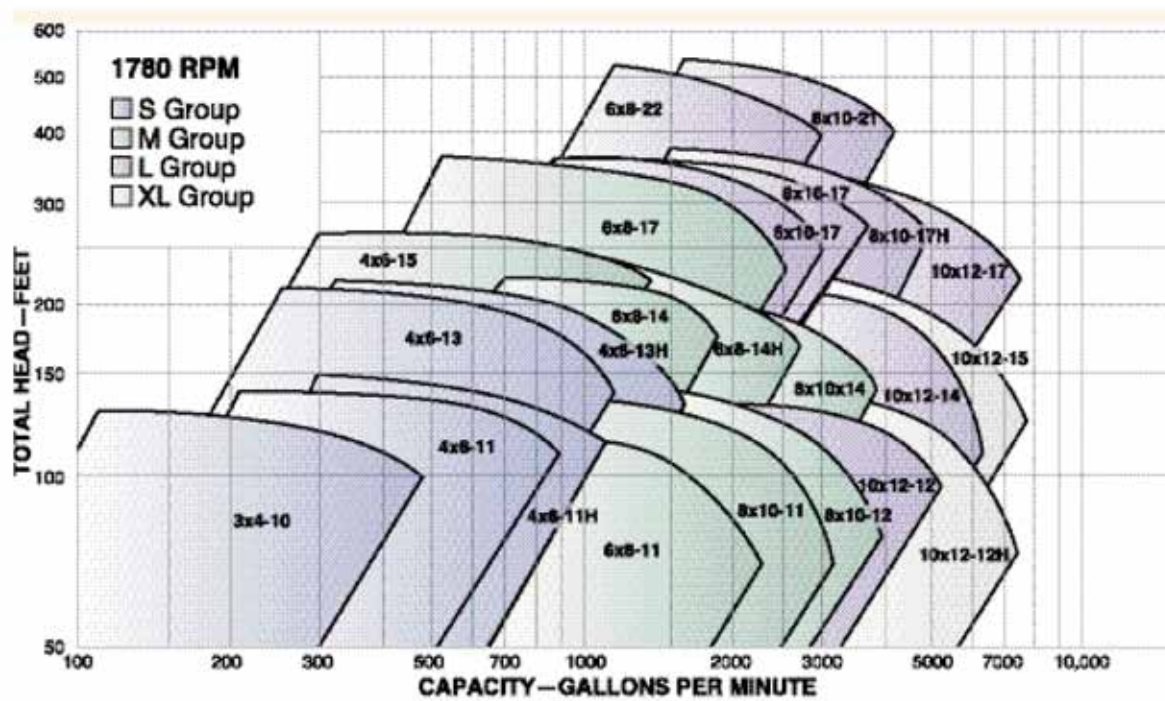 600
1780 RPM
S Group
M Group
L Group
XL Group
500
400
300
200
150
100
50
TOTAL HEAD—FEET
6x8-22
8x10-21
8x10-17
6x10-17
8x10-17H
10x12-17
6x8-17
4x6-15
6x8-14
4x6-13
4x6-13H
6x8-14H
8x10x14
10x12-14
10x12-15
4x6-11
4x6-11H
3x4-10
6x8-11
8x10-11
8x10-12
10x12-12
10x12-12H
100 200 300 500 700 1000 2000 3000 5000 7000 10,000
CAPACITY—GALLONS PER MINUTE